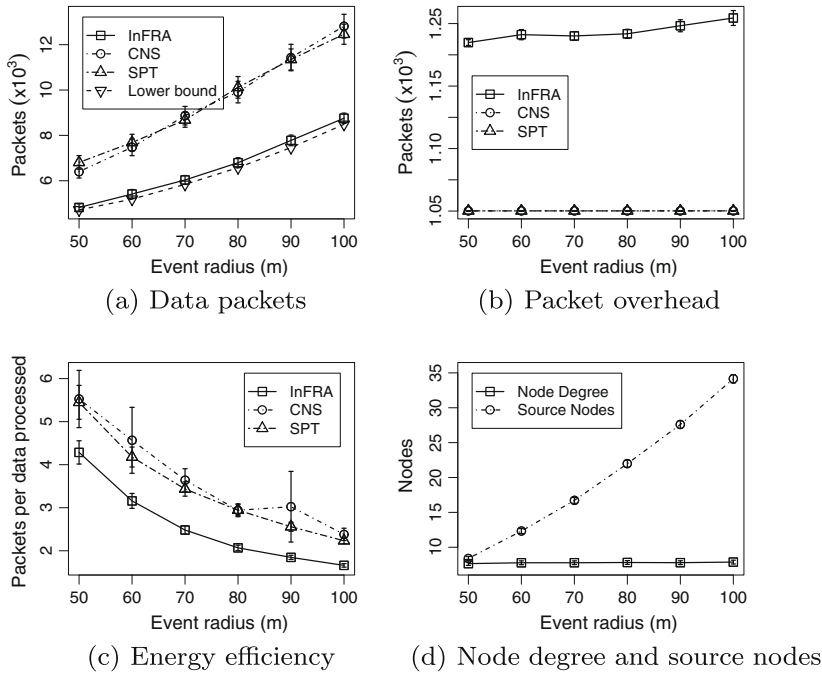 Packets (x10³)
6
8
10
12
InFRA
CNS
SPT
Lower bound
50 60 70 80 90 100
Event radius (m)
(a) Data packets
Packets (x10³)
1.05
1.10
1.15
1.25
InFRA
CNS
SPT
50 60 70 80 90 100
Event radius (m)
(b) Packet overhead
Packets per data processed
2
3
4
5
6
InFRA
CNS
SPT
50 60 70 80 90 100
Event radius (m)
(c) Energy efficiency
Nodes
10
15
20
25
30
35
Node Degree
Source Nodes
50 60 70 80 90 100
Event radius (m)
(d) Node degree and source nodes